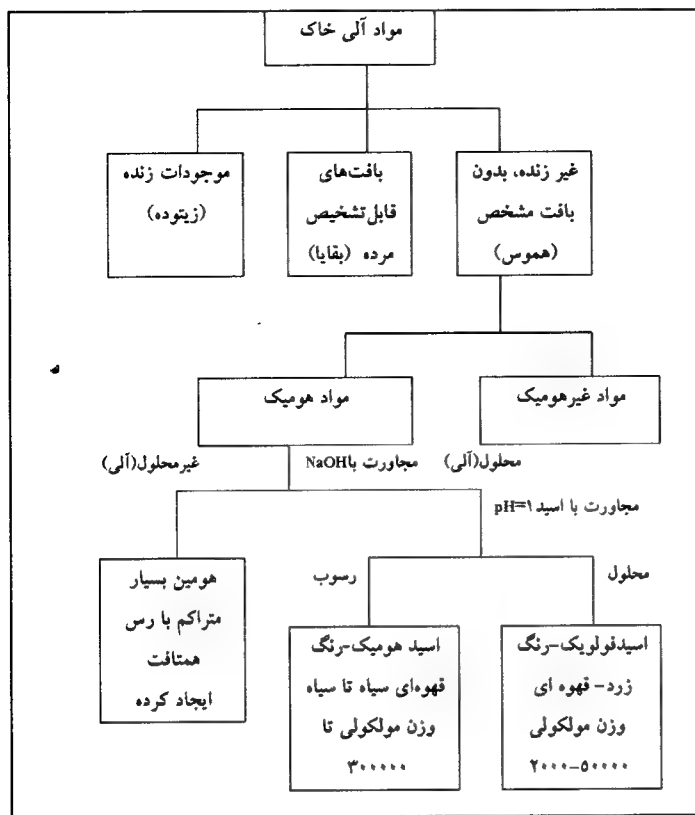 مواد آلی خاک
غیر زنده، بدون
بافت مشخص
(هموس)
بافت‌های
قابل‌تشخیص
مرده (بقایا)
موجودات زنده
(زیتوده)
مواد غیرهومیک
مواد هومیک
محلول(آلی)
مجاورت باNaOH
غیرمحلول(آلی)
مجاورت با اسید pH=۱
محلول
رسوب
اسیدفولویک-رنگ
زرد- قهوه ای
وزن مولکولی
۲۰۰۰-۵۰۰۰۰
اسید هومیک-رنگ
قهوه‌ای سیاه تا سیاه
وزن مولکولی تا
۳۰۰۰۰۰
هومین بسیار
متراکم با رس
همتافت
ایجاد کرده